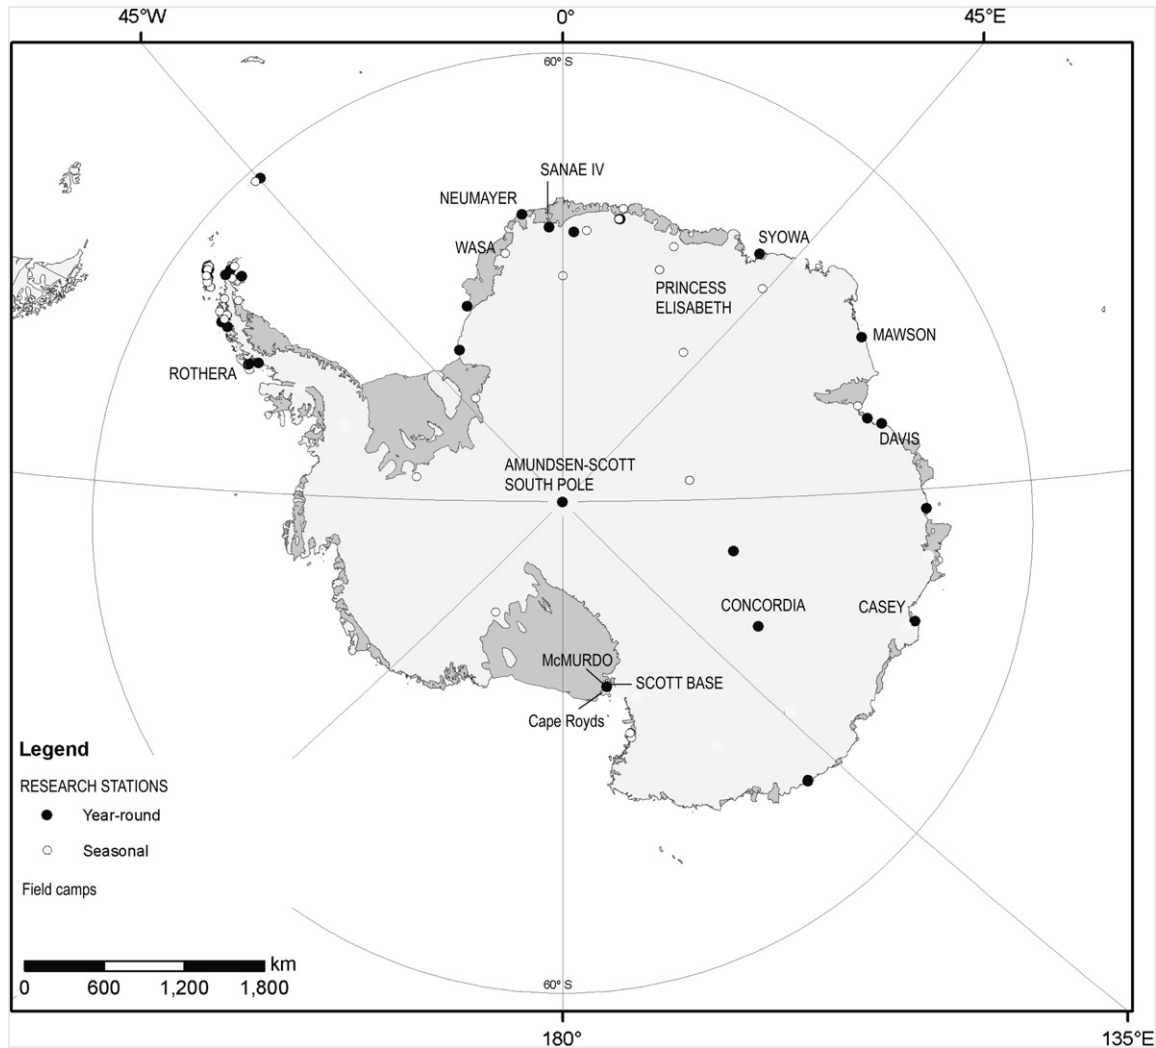 45°W
0°
45°E
60° S
SANAE IV
NEUMAYER
WASA
SYOWA
PRINCESS
ELISABETH
MAWSON
ROTHERA
DAVIS
AMUNDSEN-SCOTT
SOUTH POLE
CONCORDIA
CASEY
McMURDO
SCOTT BASE
Cape Royds
Legend
RESEARCH STATIONS
Year-round
Seasonal
Field camps
km
0 600 1,200 1,800
60° S
180°
135°E